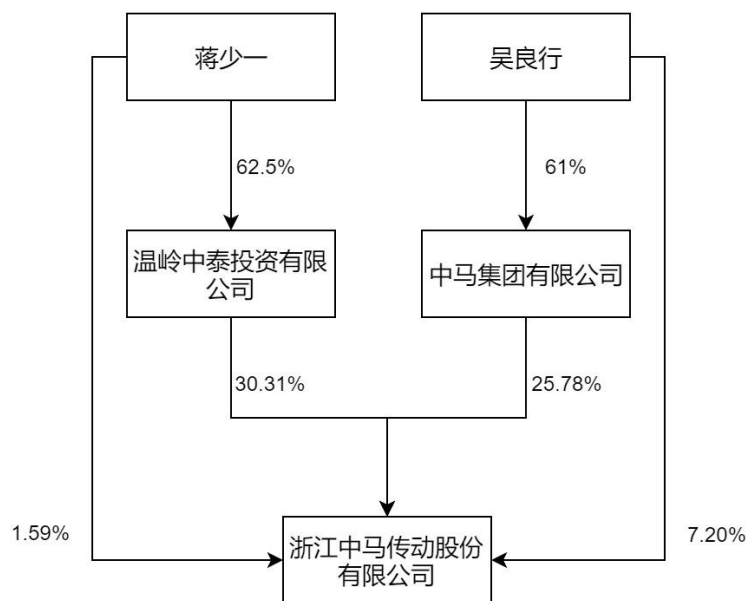 蒋少一
吴良行
62.5%
61%
温岭中泰投资有限
公司
中马集团有限公司
30.31%
25.78%
1.59%
浙江中马传动股份
有限公司
7.20%